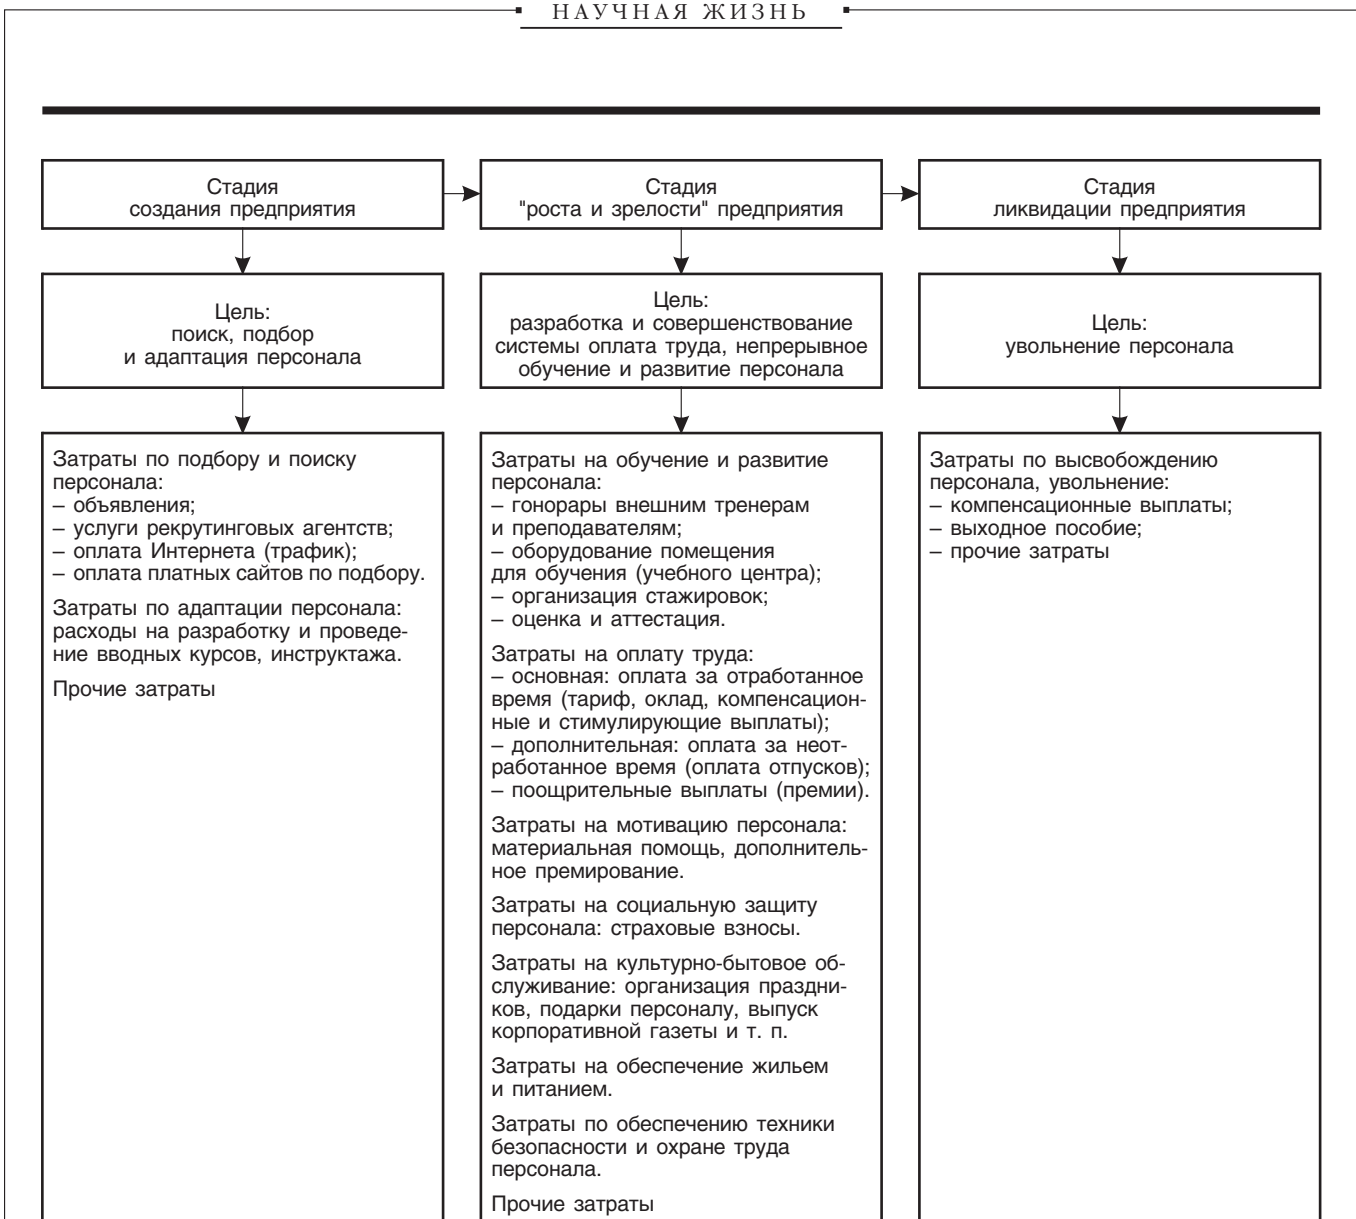 НАУЧНАЯ ЖИЗНЬ
Стадия
создания предприятия
Стадия
"роста и зрелости" предприятия
Стадия
ликвидации предприятия
Цель:
поиск, подбор
и адаптация персонала
Цель:
разработка и совершенствование
системы оплата труда, непрерывное
обучение и развитие персонала
Цель:
увольнение персонала
Затраты по подбору и поиску
персонала:
– объявления;
– услуги рекрутинговых агентств;
– оплата Интернета (трафик);
– оплата платных сайтов по подбору.
Затраты по адаптации персонала:
расходы на разработку и проведе-
ние вводных курсов, инструктажа.
Прочие затраты
Затраты на обучение и развитие
персонала:
– гонорары внешним тренерам
и преподавателям;
– оборудование помещения
для обучения (учебного центра);
– организация стажировок;
– оценка и аттестация.
Затраты на оплату труда:
– основная: оплата за отработанное
время (тариф, оклад, компенсацион-
ные и стимулирующие выплаты);
– дополнительная: оплата за неот-
работанное время (оплата отпусков);
– поощрительные выплаты (премии).
Затраты на мотивацию персонала:
материальная помощь, дополнитель-
ное премирование.
Затраты на социальную защиту
персонала: страховые взносы.
Затраты на культурно-бытовое об-
служивание: организация праздни-
ков, подарки персоналу, выпуск
корпоративной газеты и т. п.
Затраты на обеспечение жильем
и питанием.
Затраты по обеспечению техники
безопасности и охране труда
персонала.
Прочие затраты
Затраты по высвобождению
персонала, увольнение:
– компенсационные выплаты;
– выходное пособие;
– прочие затраты